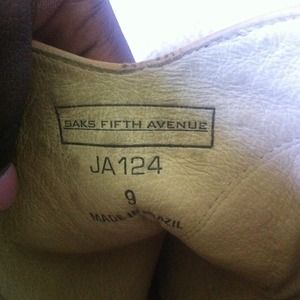 SAKS FIFTH AVENUE
JA124
9
MADE IN BRAZIL